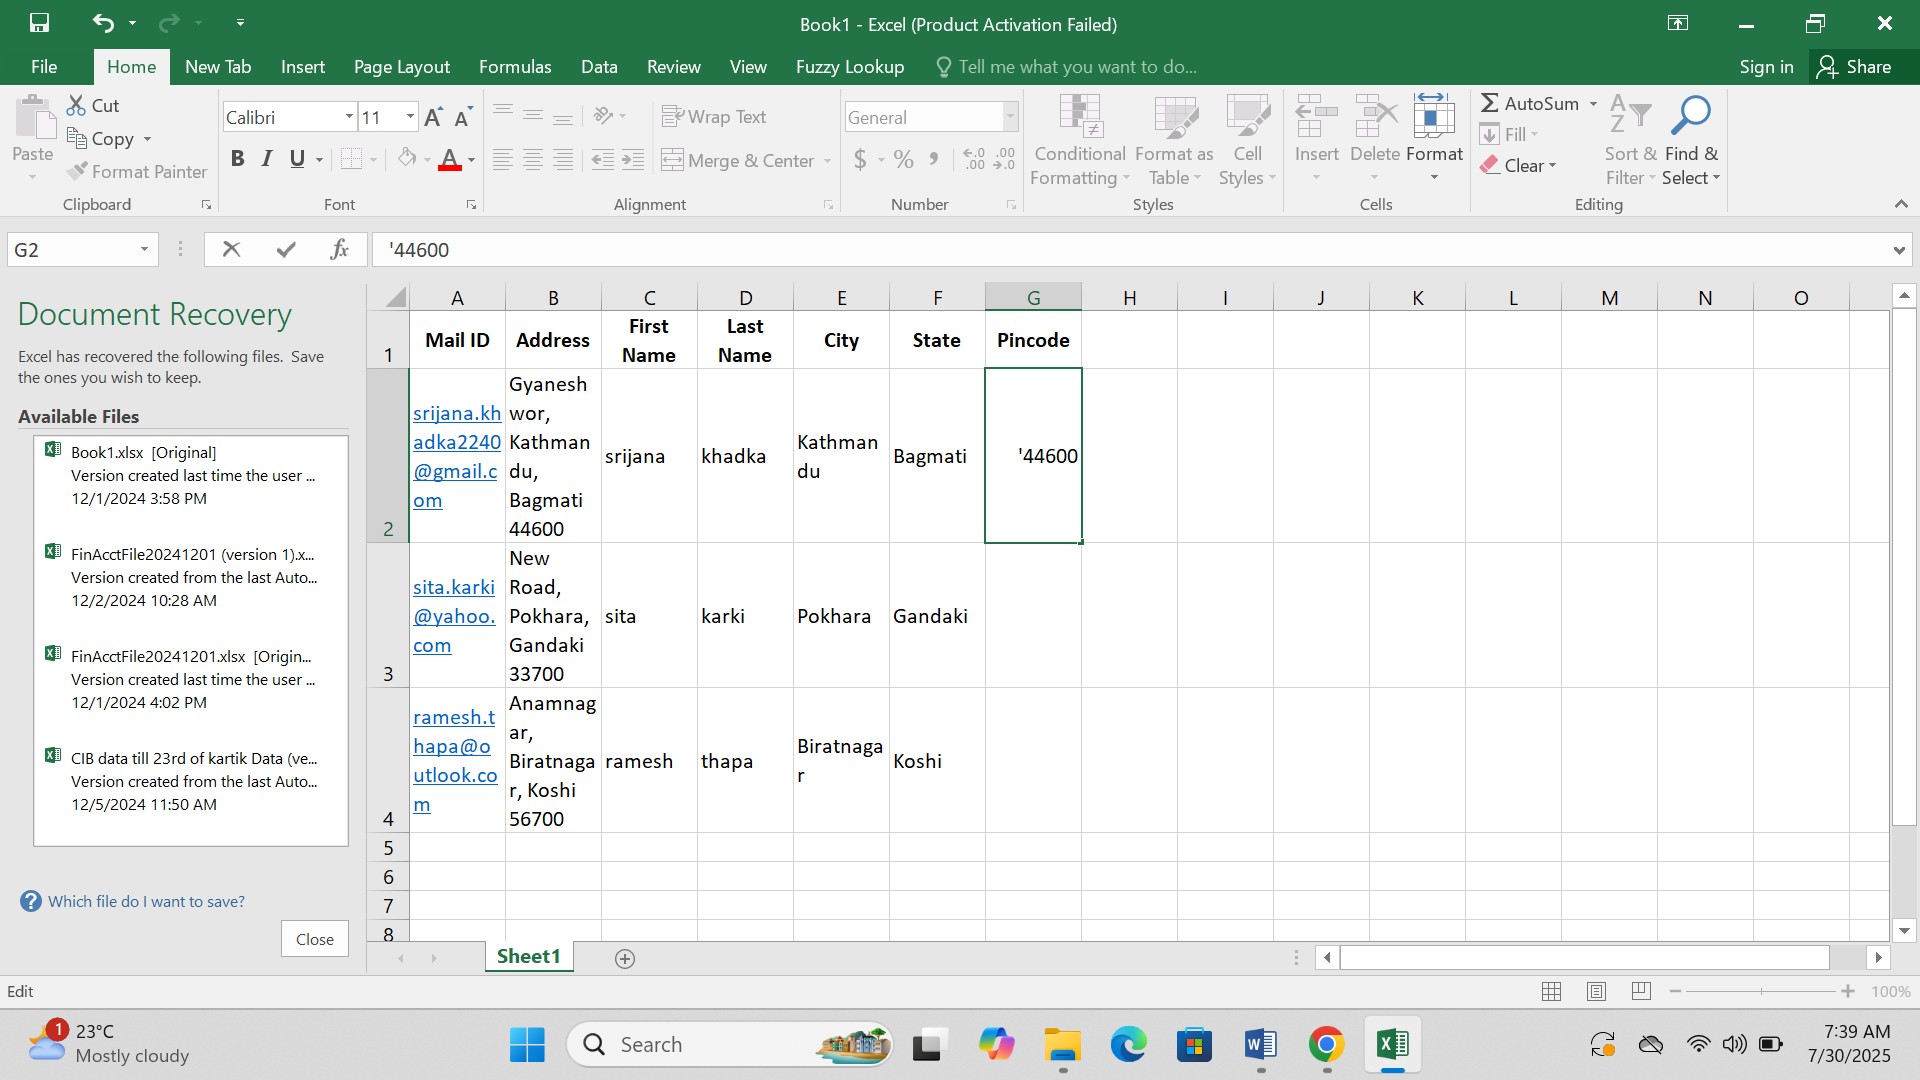 Book1 - Excel (Product Activation Failed)
File Home New Tab Insert Page Layout Formulas Data Review View Fuzzy Lookup Tell me what you want to do... Sign in Share
Paste
Cut
Copy
Format Painter
Clipboard
Calibri 11
B I U
Font
Wrap Text
Merge & Center
Alignment
General
$ % ,
Number
Conditional Formatting
Format as Table
Cell Styles
Styles
Insert Delete Format
Cells
AutoSum
Fill
Clear
Sort & Filter
Find & Select
Editing
G2 fx '44600
Document Recovery
Excel has recovered the following files. Save
the ones you wish to keep.
Available Files
Book1.xlsx [Original]
Version created last time the user ...
12/1/2024 3:58 PM
FinAcctFile20241201 (version 1).x...
Version created from the last Auto...
12/2/2024 10:28 AM
FinAcctFile20241201.xlsx [Origin...
Version created last time the user ...
12/1/2024 4:02 PM
CIB data till 23rd of kartik Data (ve...
Version created from the last Auto...
12/5/2024 11:50 AM
Which file do I want to save?
Close
A B C D E F G H I J K L M N O
1 Mail ID Address First Name Last Name City State Pincode
2 srijana.khadka2240@gmail.com Gyaneshwor, Kathmandu, Bagmati 44600 srijana khadka Kathmandu Bagmati '44600
3 sita.karki@yahoo.com New Road, Pokhara, Gandaki 33700 sita karki Pokhara Gandaki
4 ramesh.thapa@outlook.com Anamnagar, Biratnagar, Koshi 56700 ramesh thapa Biratnagar Koshi
5
6
7
8
Sheet1
Edit 100%
1 23°C
Mostly cloudy
Search
7:39 AM
7/30/2025